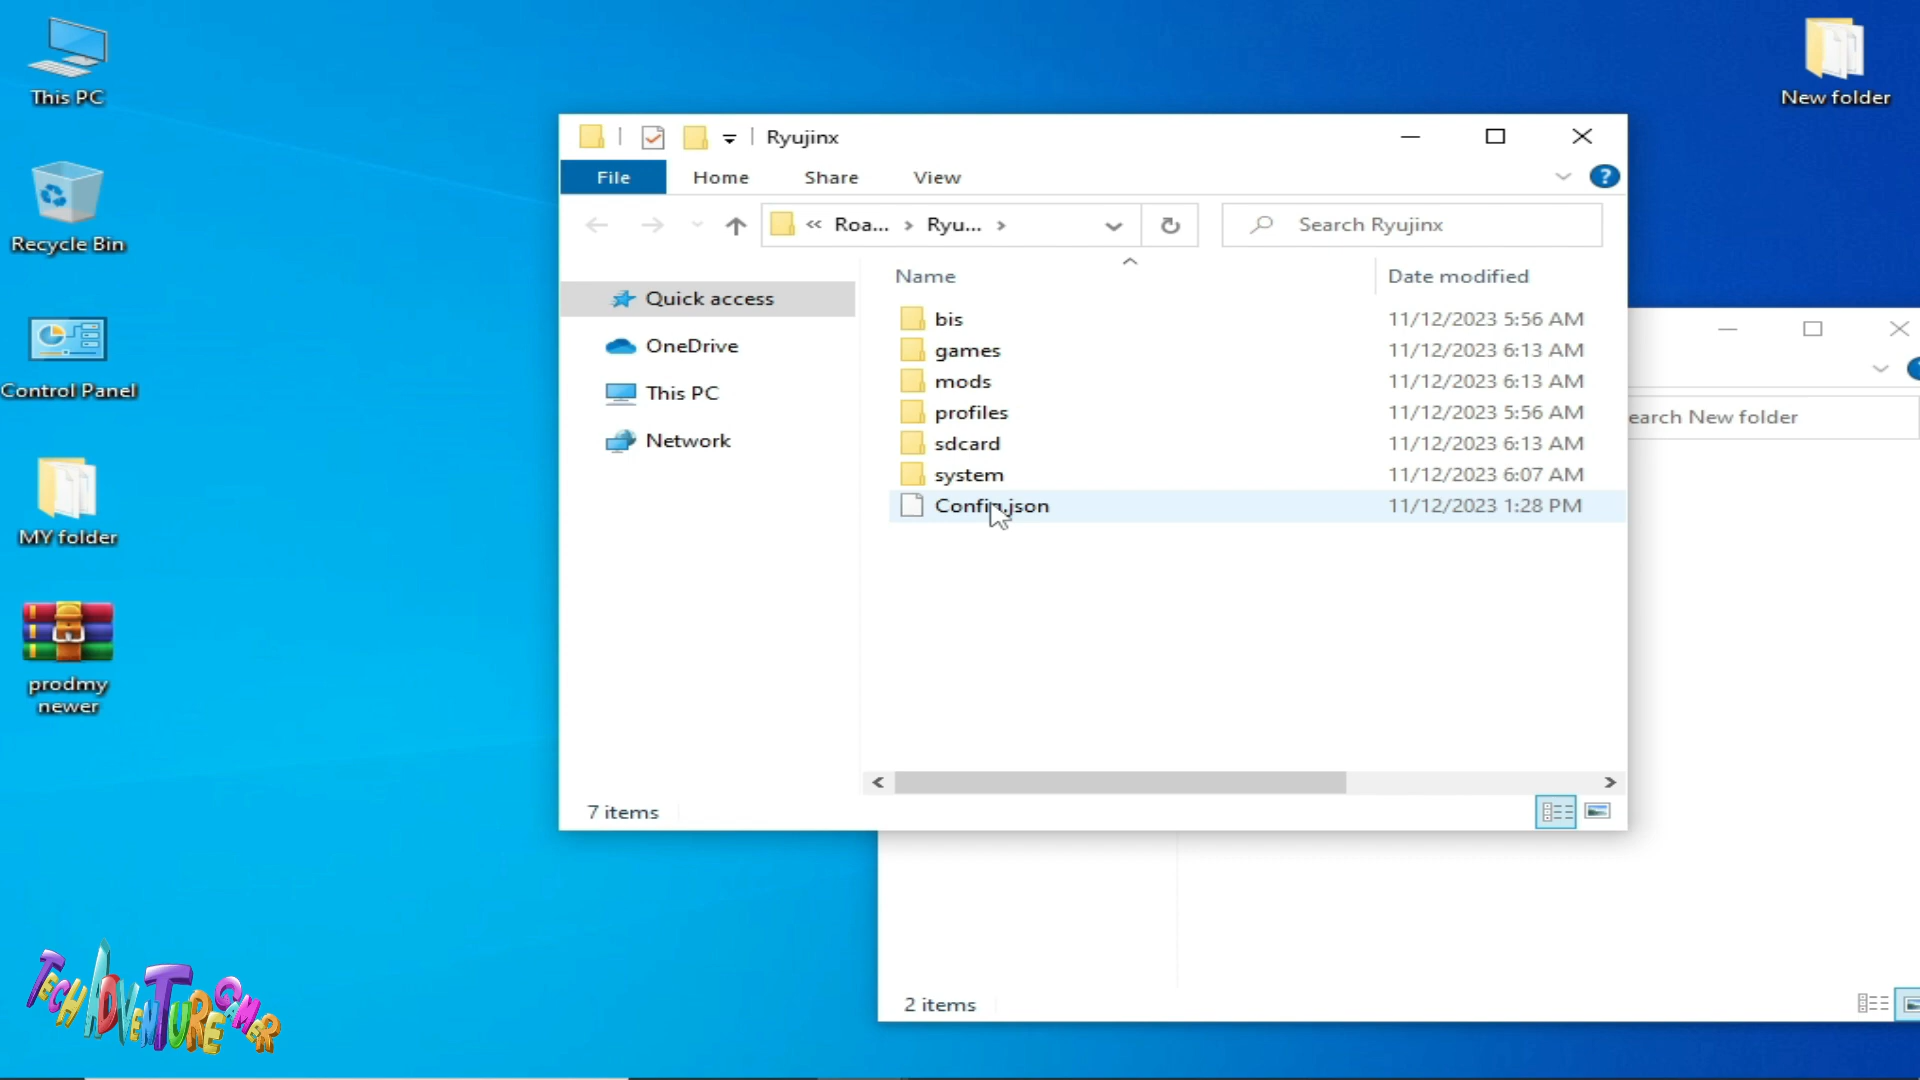 This PC
New folder
Recycle Bin
Control Panel
MY folder
prodmy
newer
Ryujinx
File
Home
Share
View
?
« Roa... › Ryu... ›
Search Ryujinx
Quick access
OneDrive
This PC
Network
Name
Date modified
bis
11/12/2023 5:56 AM
games
11/12/2023 6:13 AM
mods
11/12/2023 6:13 AM
profiles
11/12/2023 5:56 AM
sdcard
11/12/2023 6:13 AM
system
11/12/2023 6:07 AM
Config.json
11/12/2023 1:28 PM
7 items
earch New folder
2 items
TECH ADVENTURE GAMER